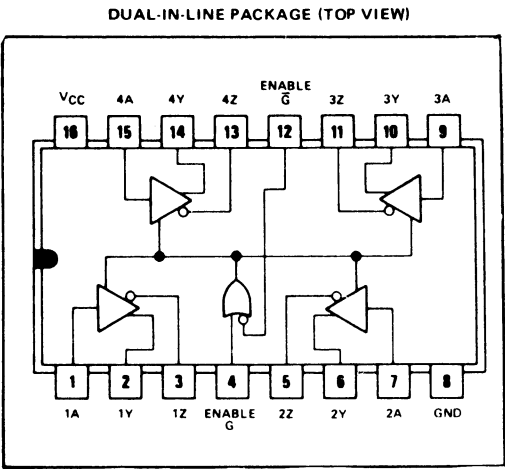 DUAL-IN-LINE PACKAGE (TOP VIEW)
VCC 4A 4Y 4Z ENABLE G̅ 3Z 3Y 3A
16 15 14 13 12 11 10 9
1 2 3 4 5 6 7 8
1A 1Y 1Z ENABLE G 2Z 2Y 2A GND